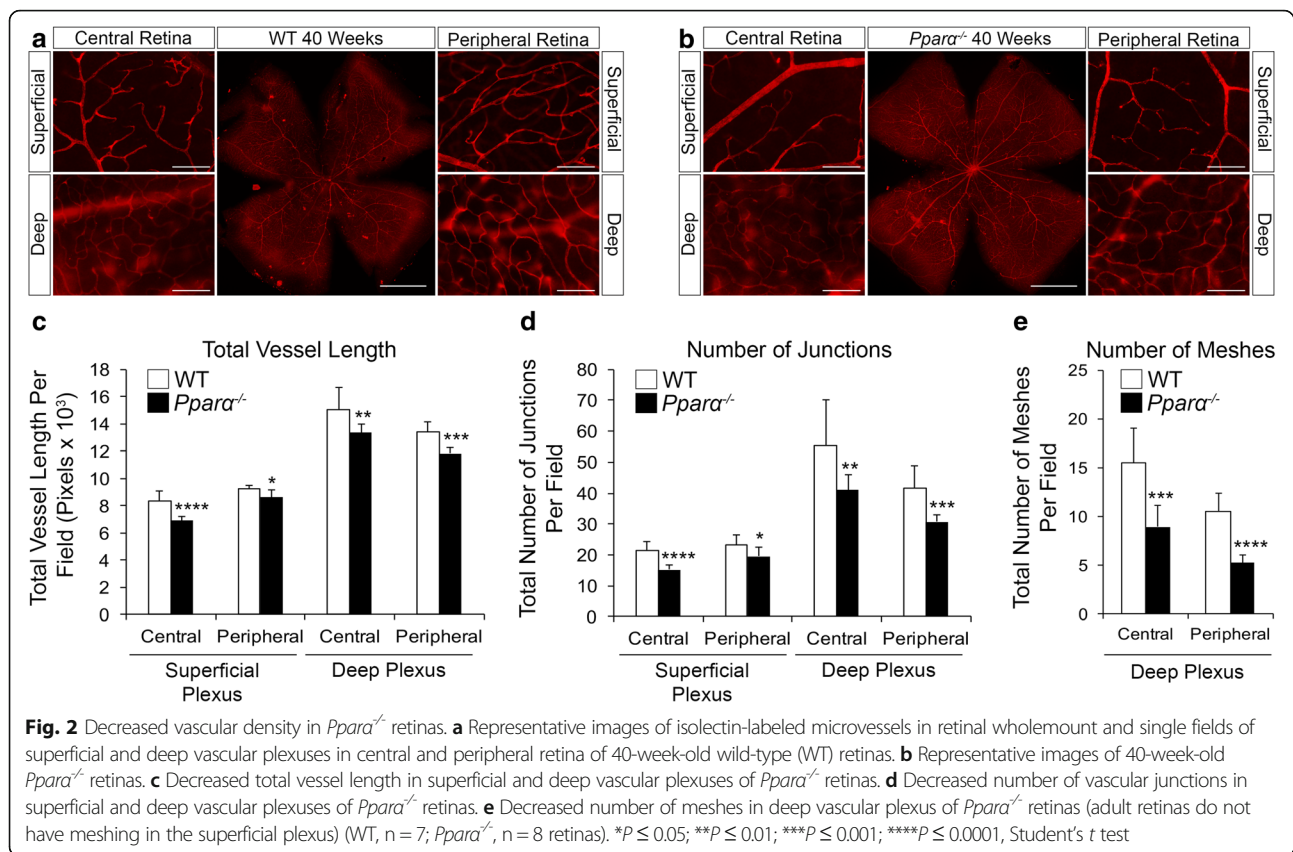 a
Central Retina
WT 40 Weeks
Peripheral Retina
Superficial
Deep
Superficial
Deep
b
Central Retina
Pparα-/- 40 Weeks
Peripheral Retina
Superficial
Deep
Superficial
Deep
c
Total Vessel Length
WT
Pparα-/-
Total Vessel Length Per
Field (Pixels x 10³)
18
16
14
12
10
8
6
4
2
0
****
*
**
***
Central
Peripheral
Central
Peripheral
Superficial
Plexus
Deep Plexus
d
Number of Junctions
WT
Pparα-/-
Total Number of Junctions
Per Field
80
70
60
50
40
30
20
10
0
****
*
**
***
Central
Peripheral
Central
Peripheral
Superficial
Plexus
Deep Plexus
e
Number of Meshes
WT
Pparα-/-
Total Number of Meshes
Per Field
25
20
15
10
5
0
***
****
Central
Peripheral
Deep Plexus
Fig. 2 Decreased vascular density in Pparα-/- retinas. a Representative images of isolectin-labeled microvessels in retinal wholemount and single fields of
superficial and deep vascular plexuses in central and peripheral retina of 40-week-old wild-type (WT) retinas. b Representative images of 40-week-old
Pparα-/- retinas. c Decreased total vessel length in superficial and deep vascular plexuses of Pparα-/- retinas. d Decreased number of vascular junctions in
superficial and deep vascular plexuses of Pparα-/- retinas. e Decreased number of meshes in deep vascular plexus of Pparα-/- retinas (adult retinas do not
have meshing in the superficial plexus) (WT, n = 7; Pparα-/-, n = 8 retinas). *P ≤ 0.05; **P ≤ 0.01; ***P ≤ 0.001; ****P ≤ 0.0001, Student's t test